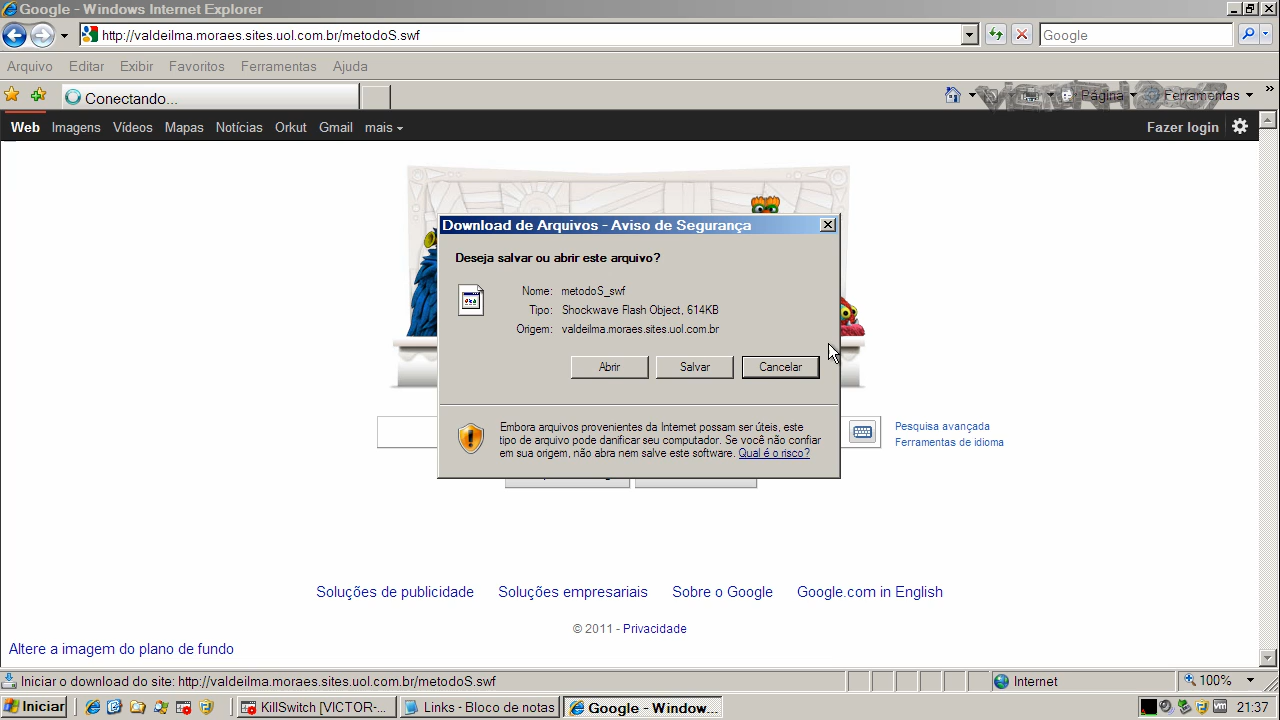 Google - Windows Internet Explorer
http://valdeilma.moraes.sites.uol.com.br/metodoS.swf
Google
Arquivo Editar Exibir Favoritos Ferramentas Ajuda
Conectando...
Página Ferramentas
Web Imagens Vídeos Mapas Notícias Orkut Gmail mais
Fazer login
Download de Arquivos - Aviso de Segurança
Deseja salvar ou abrir este arquivo?
Nome: metodoS_swf
Tipo: Shockwave Flash Object, 614KB
Origem: valdeilma.moraes.sites.uol.com.br
Abrir Salvar Cancelar
Embora arquivos provenientes da Internet possam ser úteis, este
tipo de arquivo pode danificar seu computador. Se você não confiar
em sua origem, não abra nem salve este software. Qual é o risco?
Pesquisa avançada
Ferramentas de idioma
Soluções de publicidade Soluções empresariais Sobre o Google Google.com in English
© 2011 - Privacidade
Altere a imagem do plano de fundo
Iniciar o download do site: http://valdeilma.moraes.sites.uol.com.br/metodoS.swf
Internet
100%
Iniciar
KillSwitch [VICTOR-...
Links - Bloco de notas
Google - Window...
21:37